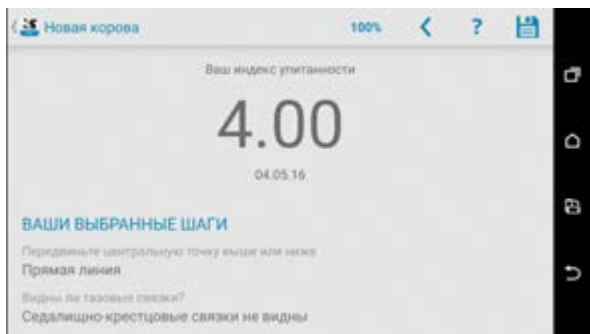 Новая корова 100% < ?
Ваш индекс упитанности
4.00
04.05.16
ВАШИ ВЫБРАННЫЕ ШАГИ
Передвиньте центральную точку выше или ниже
Прямая линия
Видны ли тазовые связки?
Седалищно-крестцовые связки не видны